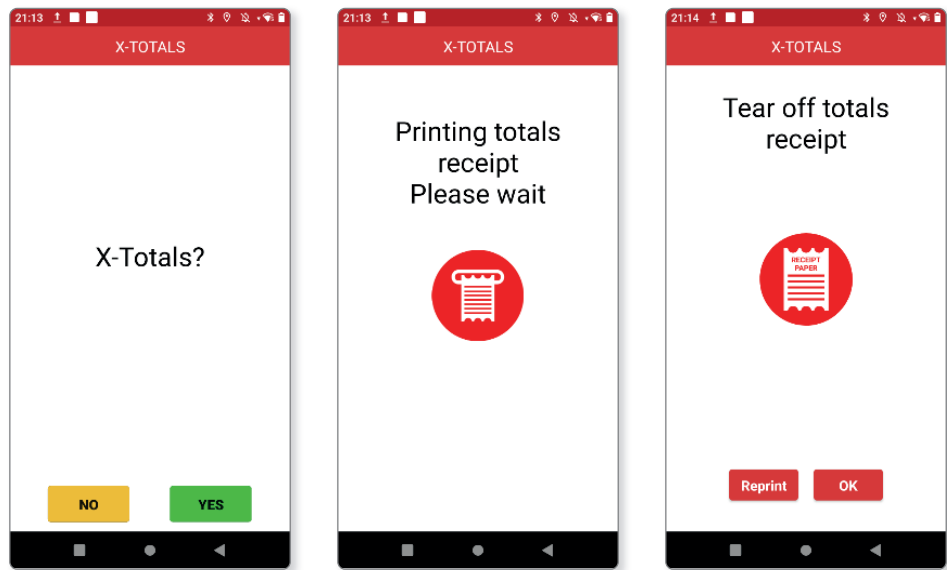 21:13
X-TOTALS
X-Totals?
NO
YES
21:13
X-TOTALS
Printing totals
receipt
Please wait
21:14
X-TOTALS
Tear off totals
receipt
RECEIPT
PAPER
Reprint
OK